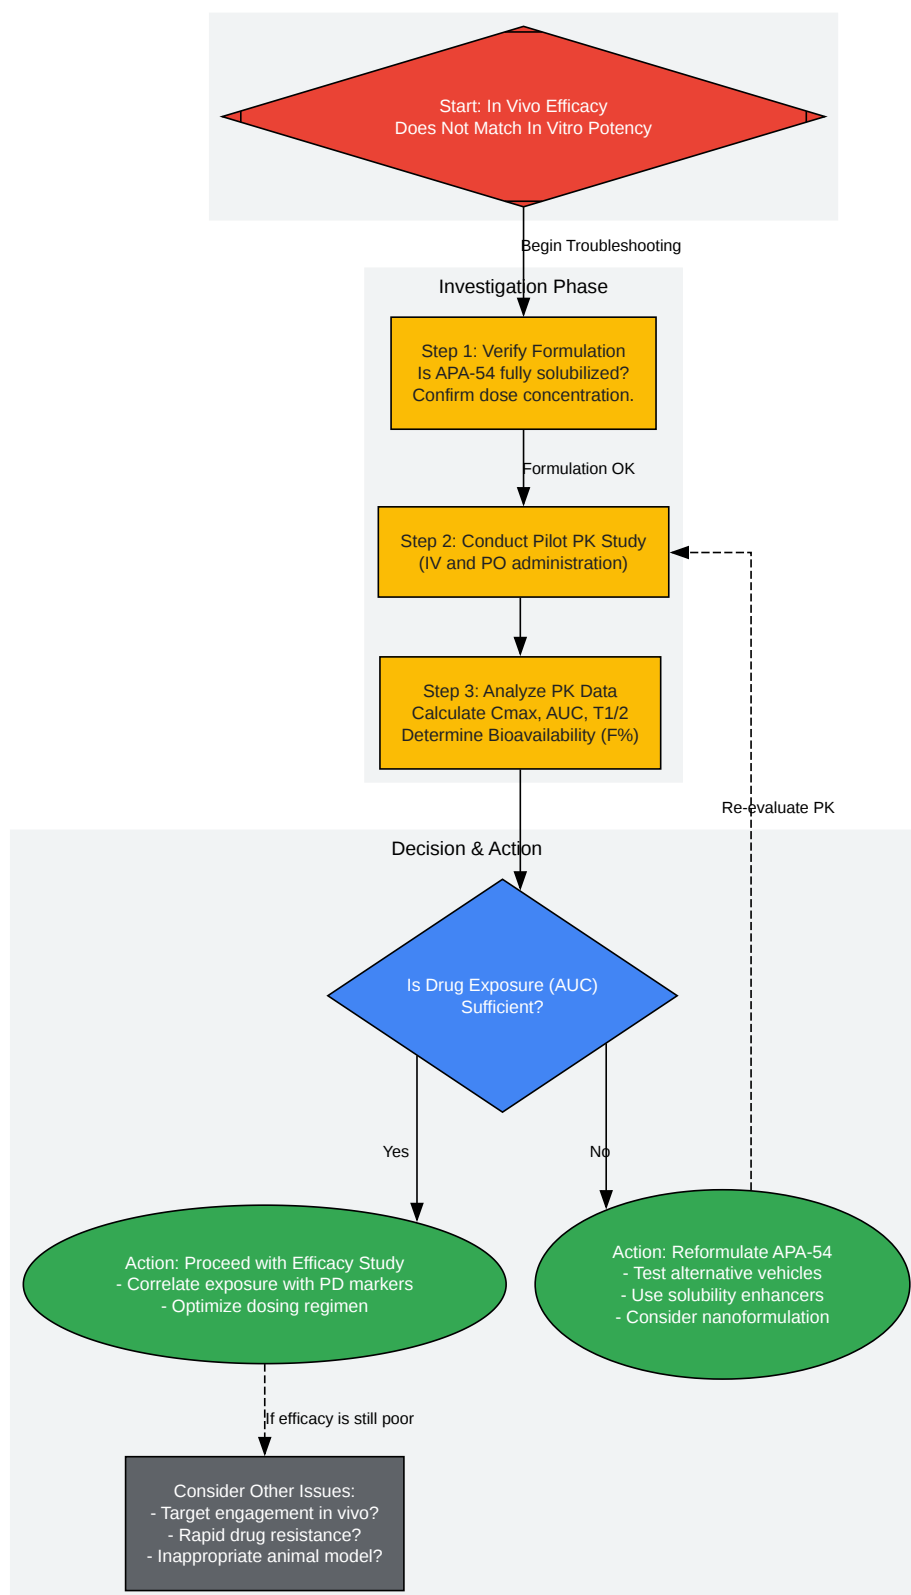 Start: In Vivo Efficacy
Does Not Match In Vitro Potency
Begin Troubleshooting
Investigation Phase
Step 1: Verify Formulation
Is APA-54 fully solubilized?
Confirm dose concentration.
Formulation OK
Step 2: Conduct Pilot PK Study
(IV and PO administration)
Step 3: Analyze PK Data
Calculate Cmax, AUC, T1/2
Determine Bioavailability (F%)
Re-evaluate PK
Decision & Action
Is Drug Exposure (AUC)
Sufficient?
Yes
No
Action: Proceed with Efficacy Study
- Correlate exposure with PD markers
- Optimize dosing regimen
Action: Reformulate APA-54
- Test alternative vehicles
- Use solubility enhancers
- Consider nanoformulation
If efficacy is still poor
Consider Other Issues:
- Target engagement in vivo?
- Rapid drug resistance?
- Inappropriate animal model?